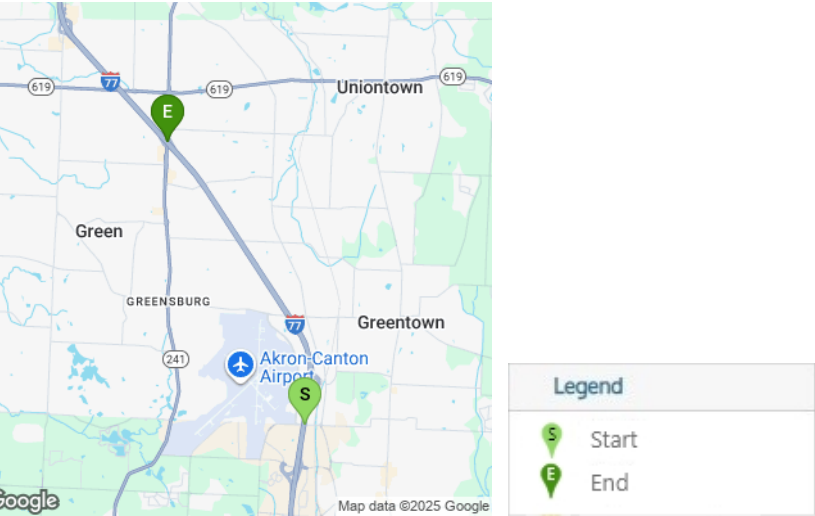 619
77
619
619
Uniontown
E
Green
GREENSBURG
77
Greentown
241
Akron-Canton
Airport
S
Google
Map data ©2025 Google
Legend
S
Start
E
End